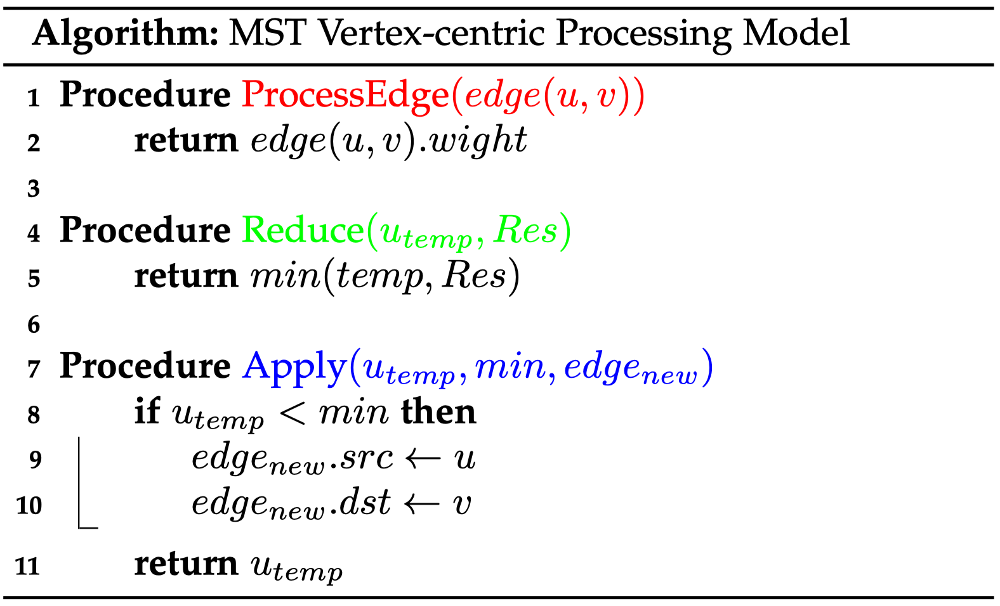 Algorithm: MST Vertex-centric Processing Model
1 Procedure ProcessEdge(edge(u, v))
2 return edge(u, v).wight
3
4 Procedure Reduce(u_temp, Res)
5 return min(temp, Res)
6
7 Procedure Apply(u_temp, min, edge_new)
8 if u_temp < min then
9 edge_new.src ← u
10 edge_new.dst ← v
11 return u_temp